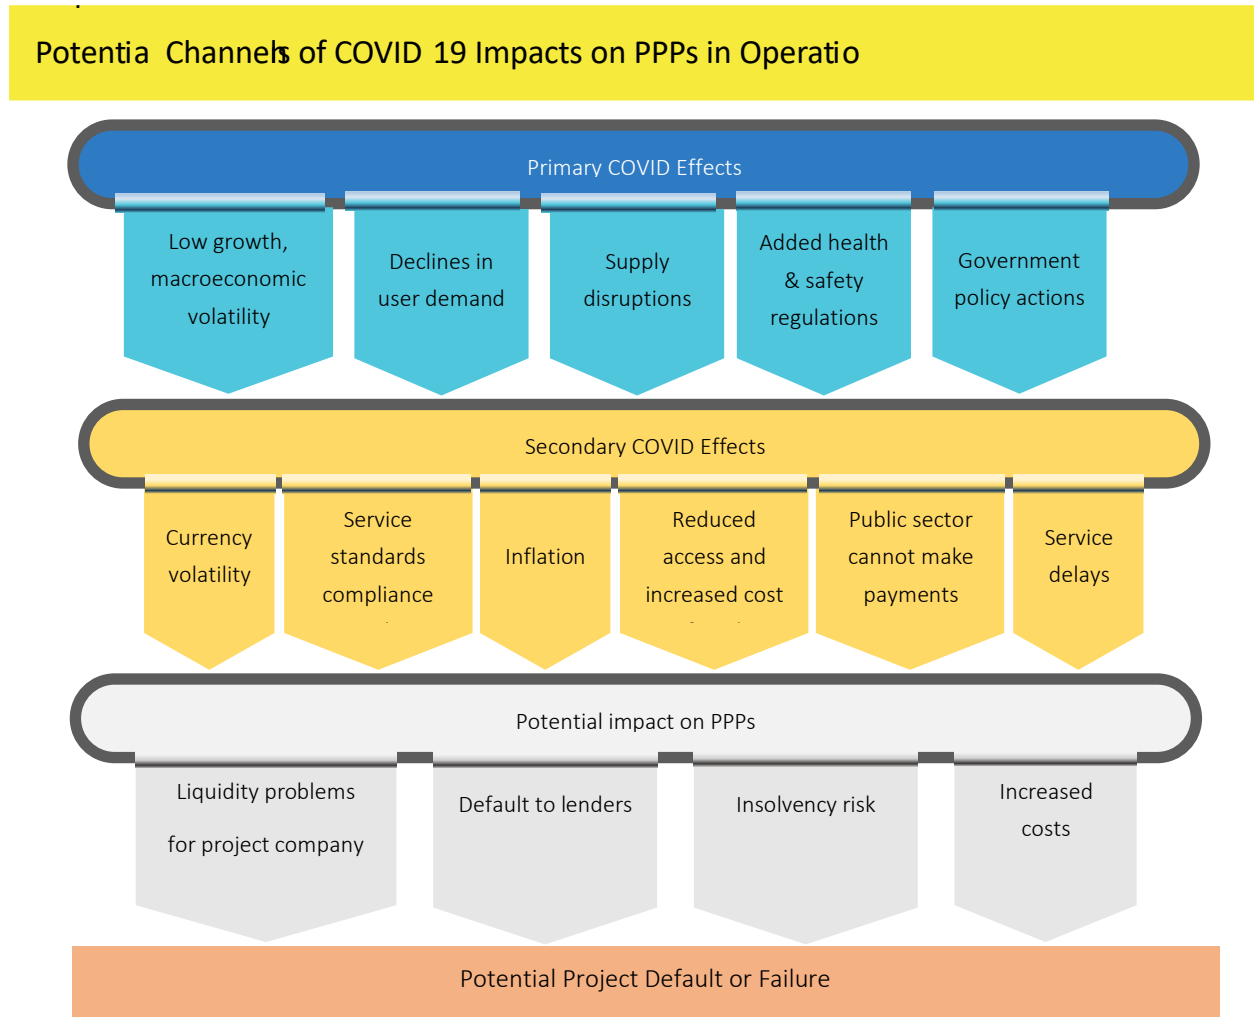 Potentia Channels of COVID 19 Impacts on PPPs in Operatio
Primary COVID Effects
Low growth,
macroeconomic
volatility
Declines in
user demand
Supply
disruptions
Added health
& safety
regulations
Government
policy actions
Secondary COVID Effects
Currency
volatility
Service
standards
compliance
Inflation
Reduced
access and
increased cost
Public sector
cannot make
payments
Service
delays
Potential impact on PPPs
Liquidity problems
for project company
Default to lenders
Insolvency risk
Increased
costs
Potential Project Default or Failure